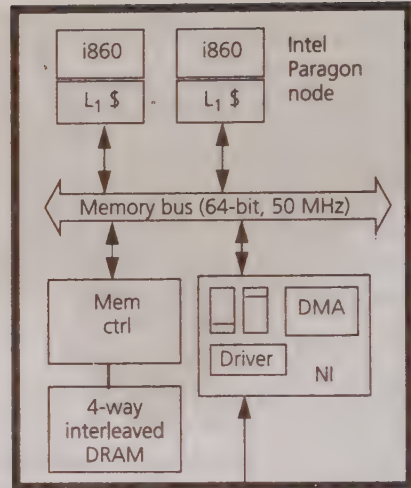 i860
i860
Intel
Paragon
node
L₁ $
L₁ $
Memory bus (64-bit, 50 MHz)
Mem
ctrl
DMA
Driver
NI
4-way
interleaved
DRAM